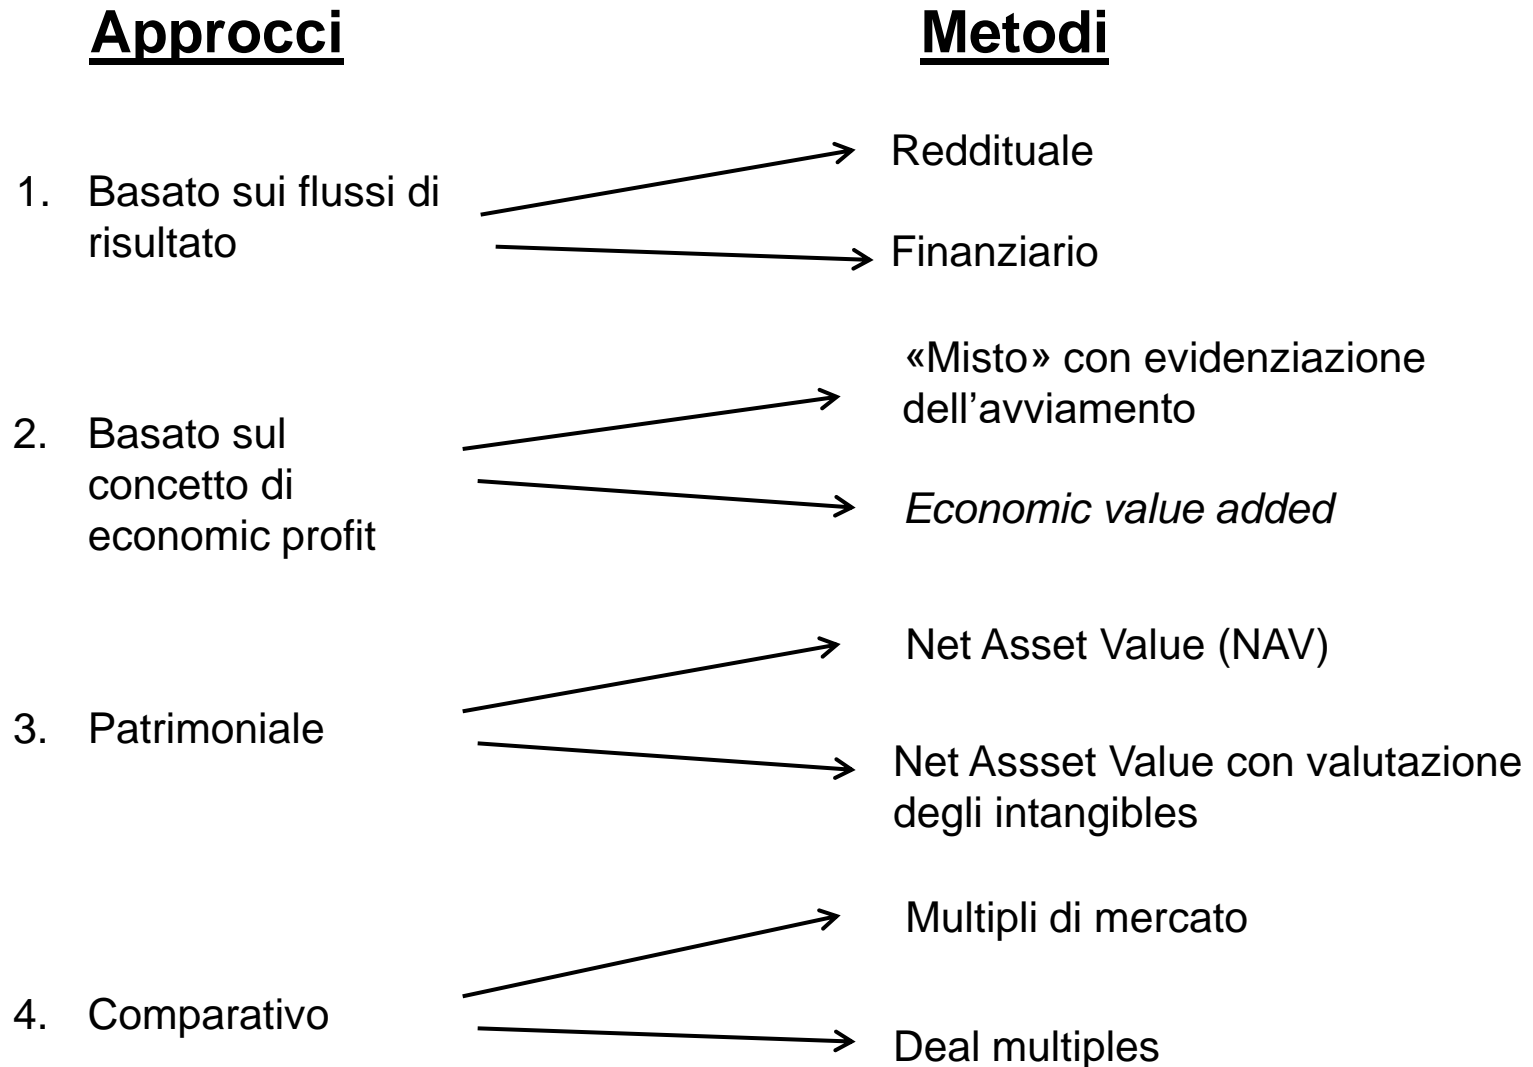 Approcci
Metodi
1. Basato sui flussi di
risultato
Reddituale
Finanziario
2. Basato sul
concetto di
economic profit
«Misto» con evidenziazione
dell’avviamento
Economic value added
3. Patrimoniale
Net Asset Value (NAV)
Net Assset Value con valutazione
degli intangibles
4. Comparativo
Multipli di mercato
Deal multiples